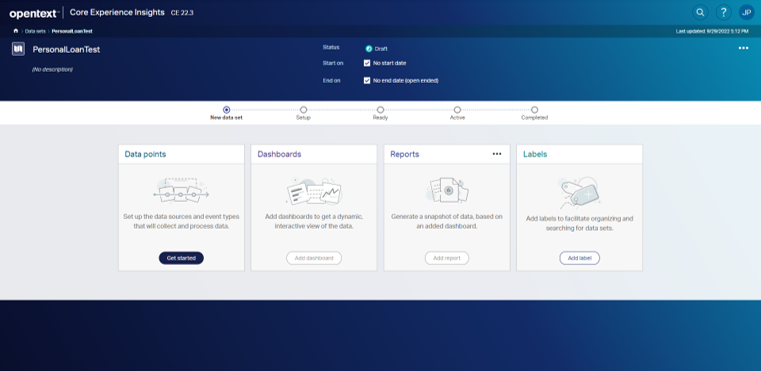 opentext™ | Core Experience Insights CE 22.3
? JP
Data sets PersonalLoanTest
Last updated 9/29/2022 5:12 PM
PersonalLoanTest
(No description)
Status Draft
Start on No start date
End on No end date (open ended)
New data set Setup Ready Active Completed
Data points
Set up the data sources and event types
that will collect and process data.
Get started
Dashboards
Add dashboards to get a dynamic,
interactive view of the data.
Add dashboard
Reports
Generate a snapshot of data, based on
an added dashboard.
Add report
Labels
Add labels to facilitate organizing and
searching for data sets.
Add label